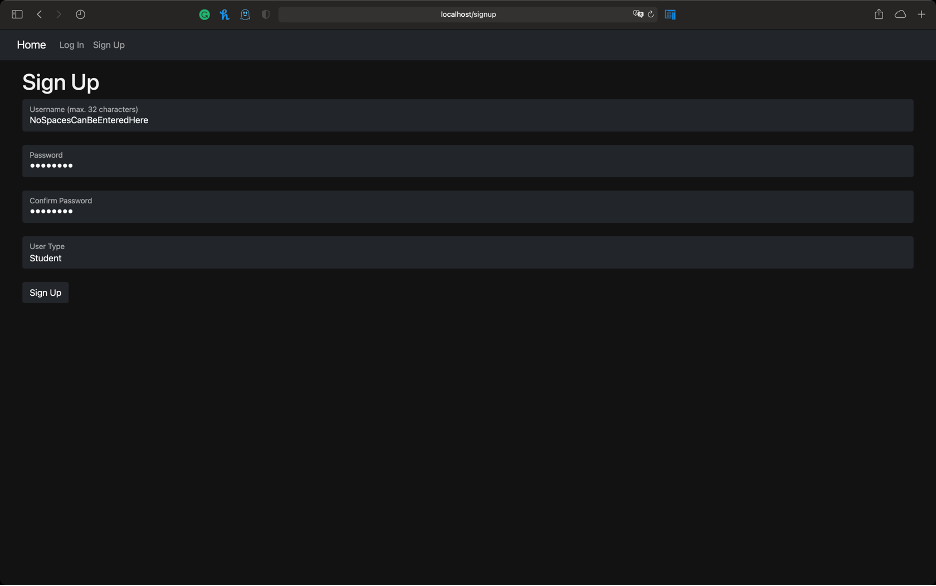 localhost/signup
Home Log In Sign Up
Sign Up
Username (max. 32 characters)
NoSpacesCanBeEnteredHere
Password
••••••••
Confirm Password
••••••••
User Type
Student
Sign Up